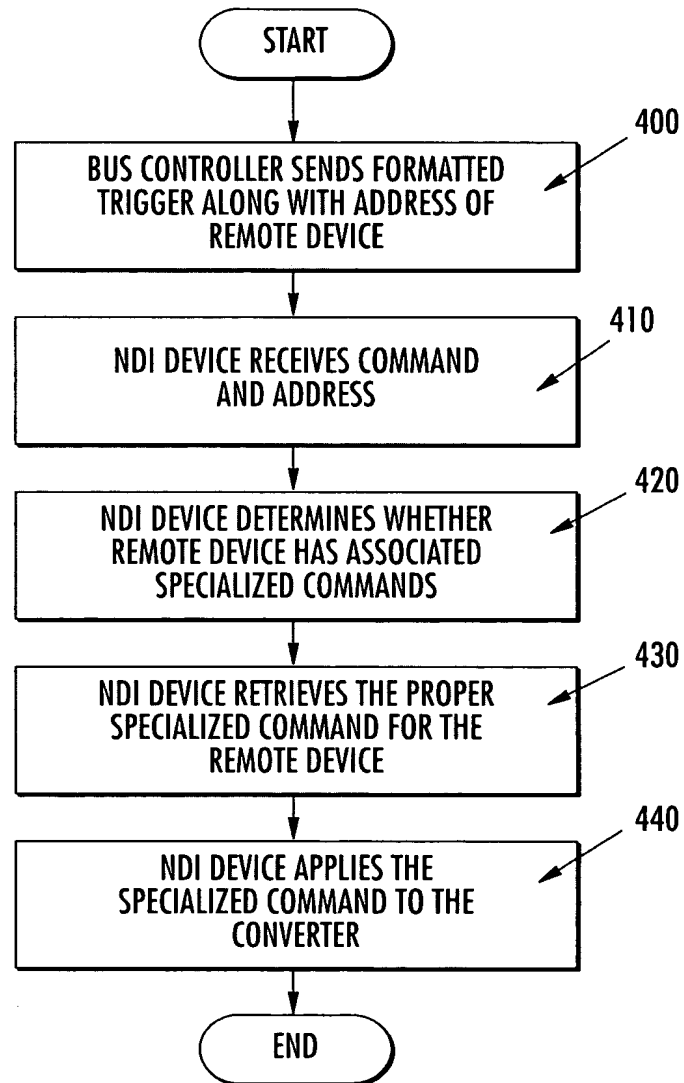 START
400
BUS CONTROLLER SENDS FORMATTED
TRIGGER ALONG WITH ADDRESS OF
REMOTE DEVICE
410
NDI DEVICE RECEIVES COMMAND
AND ADDRESS
420
NDI DEVICE DETERMINES WHETHER
REMOTE DEVICE HAS ASSOCIATED
SPECIALIZED COMMANDS
430
NDI DEVICE RETRIEVES THE PROPER
SPECIALIZED COMMAND FOR THE
REMOTE DEVICE
440
NDI DEVICE APPLIES THE
SPECIALIZED COMMAND TO THE
CONVERTER
END